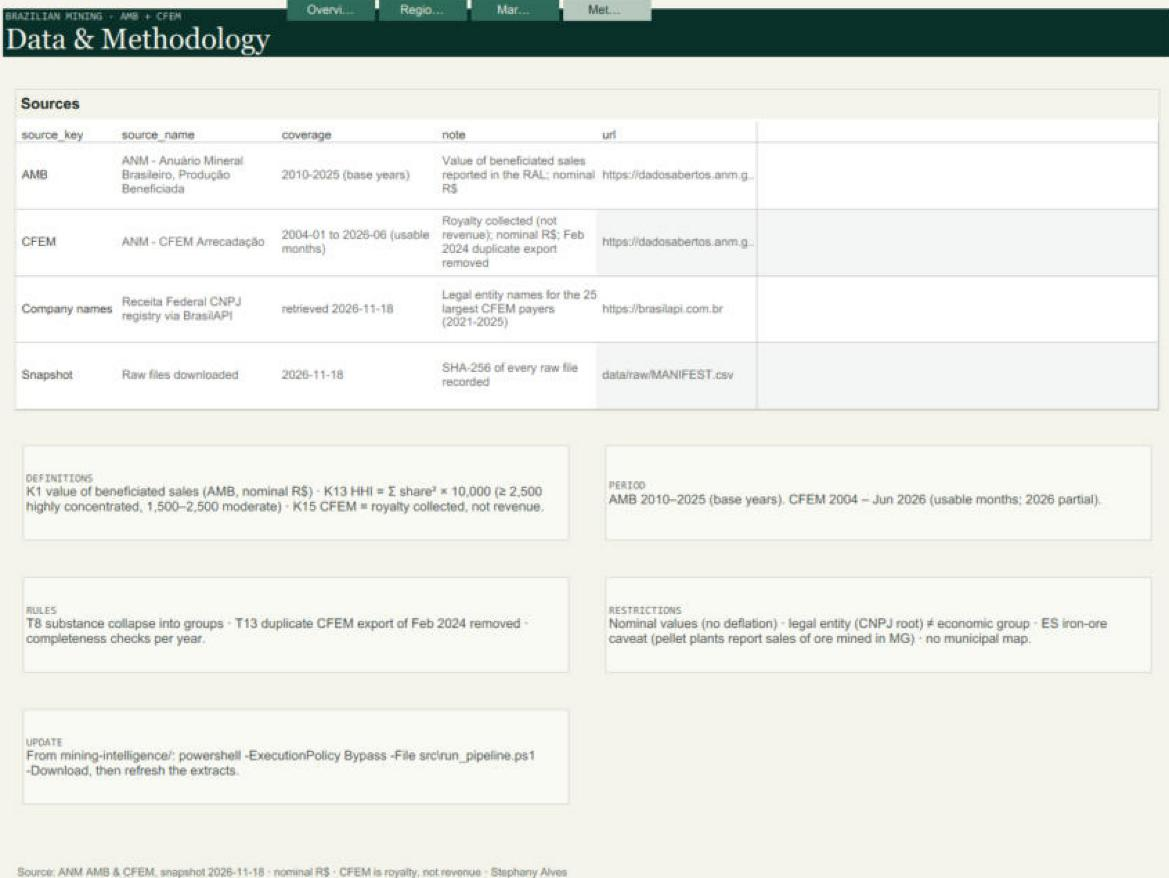 Overvi...
Regio...
Mar...
Met...
BRAZILIAN MINING · AMB + CFEM
Data & Methodology
Sources
source_key
source_name
coverage
note
url
AMB
ANM - Anuário Mineral
Brasileiro, Produção
Beneficiada
2010-2025 (base years)
Value of beneficiated sales
reported in the RAL; nominal
R$
https://dadosabertos.anm.g..
CFEM
ANM - CFEM Arrecadação
2004-01 to 2026-06 (usable
months)
Royalty collected (not
revenue); nominal R$; Feb
2024 duplicate export
removed
https://dadosabertos.anm.g..
Company names
Receita Federal CNPJ
registry via BrasilAPI
retrieved 2026-11-18
Legal entity names for the 25
largest CFEM payers
(2021-2025)
https://brasilapi.com.br
Snapshot
Raw files downloaded
2026-11-18
SHA-256 of every raw file
recorded
data/raw/MANIFEST.csv
DEFINITIONS
K1 value of beneficiated sales (AMB, nominal R$) · K13 HHI = Σ share² × 10,000 (≥ 2,500
highly concentrated, 1,500–2,500 moderate) · K15 CFEM = royalty collected, not revenue.
PERIOD
AMB 2010–2025 (base years). CFEM 2004 – Jun 2026 (usable months; 2026 partial).
RULES
T8 substance collapse into groups · T13 duplicate CFEM export of Feb 2024 removed ·
completeness checks per year.
RESTRICTIONS
Nominal values (no deflation) · legal entity (CNPJ root) ≠ economic group · ES iron-ore
caveat (pellet plants report sales of ore mined in MG) · no municipal map.
UPDATE
From mining-intelligence/: powershell -ExecutionPolicy Bypass -File src\run_pipeline.ps1
-Download, then refresh the extracts.
Source: ANM AMB & CFEM, snapshot 2026-11-18 · nominal R$ · CFEM is royalty, not revenue · Stephany Alves